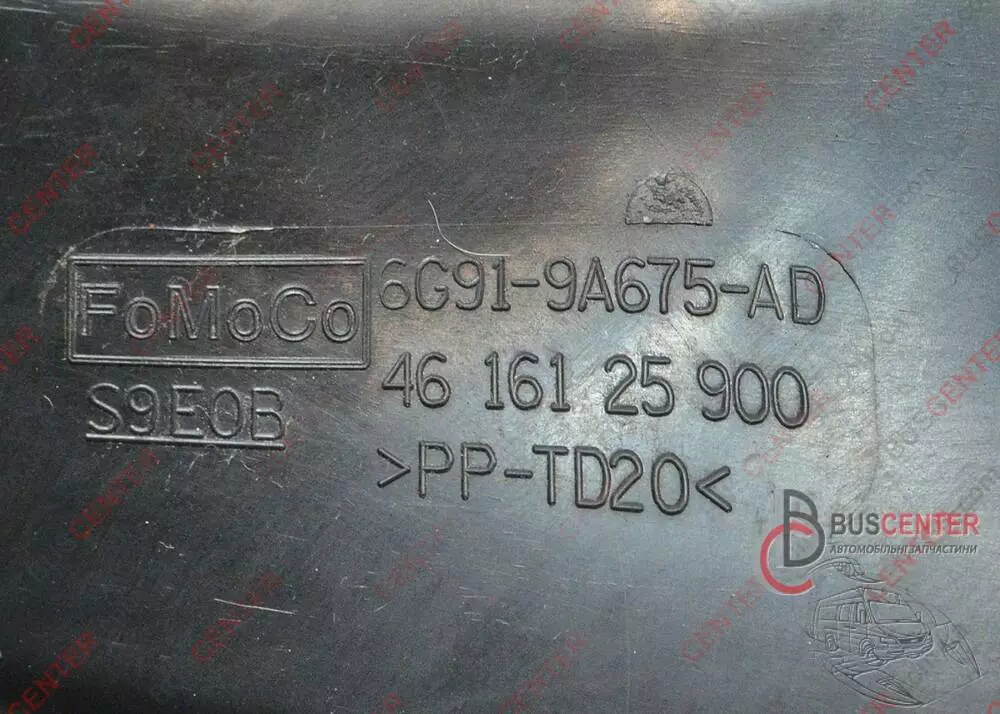 FoMoCo
S9E0B
6G91-9A675-AD
46 161 25 900
>PP-TD20<
BUSCENTER
АВТОМОБІЛЬНІ ЗАПЧАСТИНИ